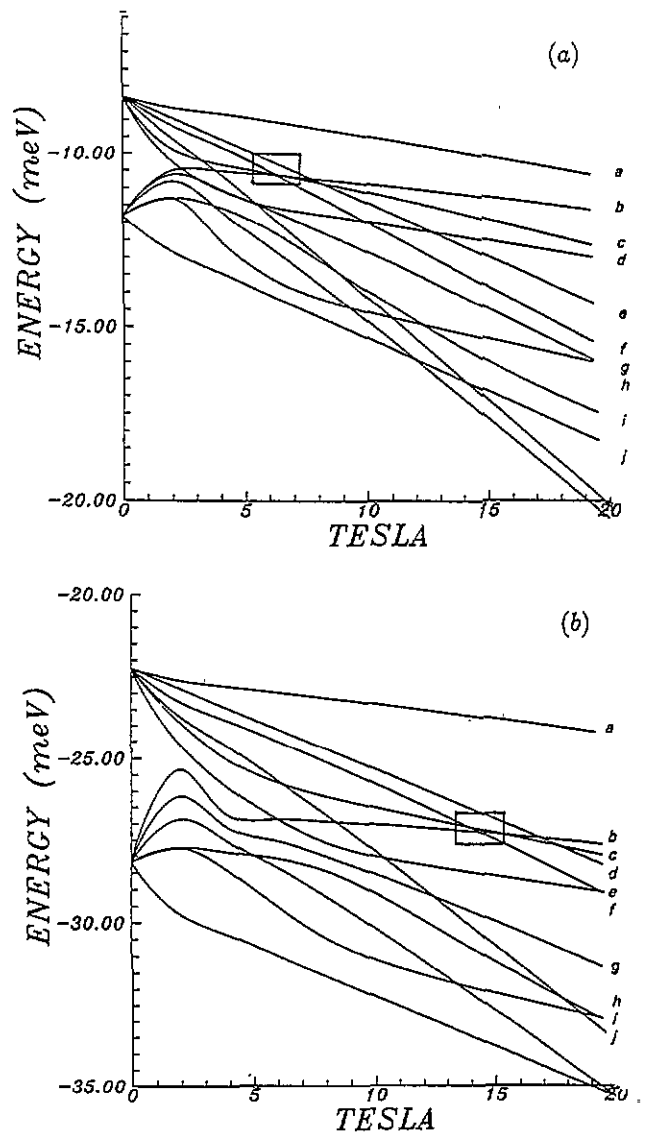 (a)
ENERGY (meV)
-10.00
-15.00
-20.00
a
b
c
d
e
f
g
h
i
j
0
5
10
15
20
TESLA
(b)
ENERGY (meV)
-20.00
-25.00
-30.00
-35.00
a
b
c
d
e
f
g
h
i
j
0
5
10
15
20
TESLA